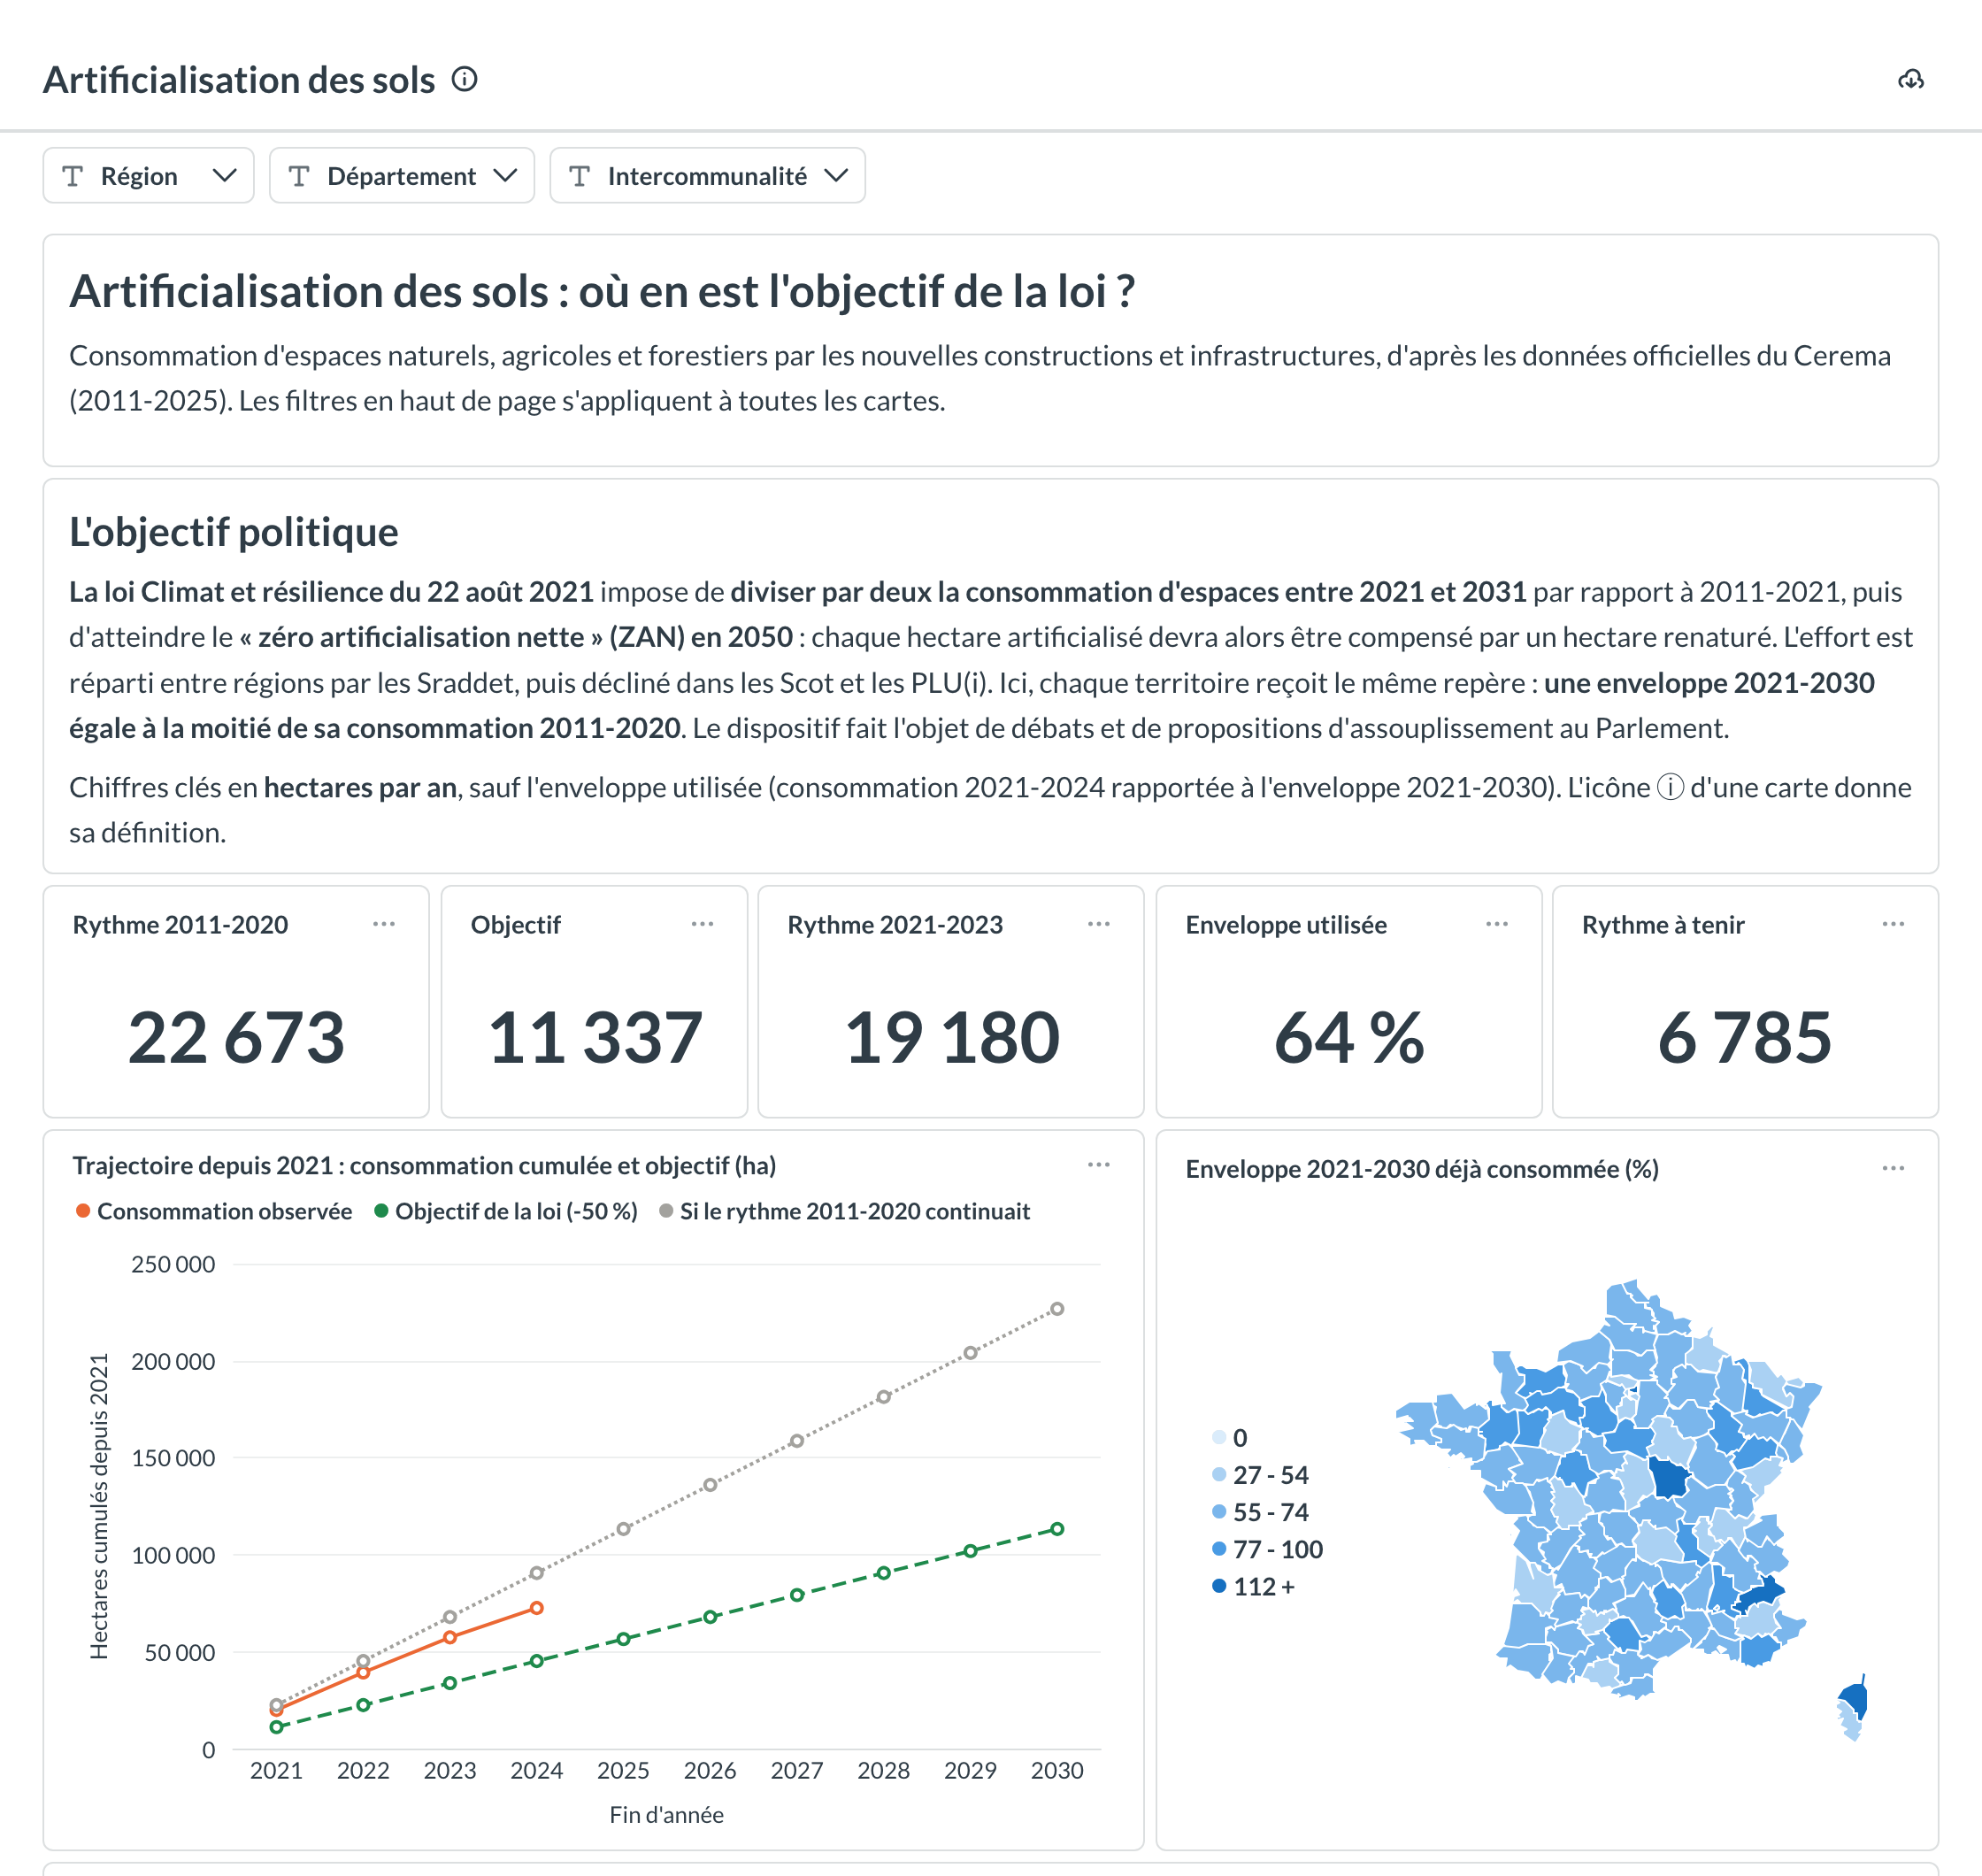 Artificialisation des sols
Région
Département
Intercommunalité
Artificialisation des sols : où en est l'objectif de la loi ?
Consommation d'espaces naturels, agricoles et forestiers par les nouvelles constructions et infrastructures, d'après les données officielles du Cerema
(2011-2025). Les filtres en haut de page s'appliquent à toutes les cartes.
L'objectif politique
La loi Climat et résilience du 22 août 2021 impose de diviser par deux la consommation d'espaces entre 2021 et 2031 par rapport à 2011-2021, puis
d'atteindre le « zéro artificialisation nette » (ZAN) en 2050 : chaque hectare artificialisé devra alors être compensé par un hectare renaturé. L'effort est
réparti entre régions par les Sraddet, puis décliné dans les Scot et les PLU(i). Ici, chaque territoire reçoit le même repère : une enveloppe 2021-2030
égale à la moitié de sa consommation 2011-2020. Le dispositif fait l'objet de débats et de propositions d'assouplissement au Parlement.
Chiffres clés en hectares par an, sauf l'enveloppe utilisée (consommation 2021-2024 rapportée à l'enveloppe 2021-2030). L'icône ⓘ d'une carte donne
sa définition.
Rythme 2011-2020
22 673
Objectif
11 337
Rythme 2021-2023
19 180
Enveloppe utilisée
64 %
Rythme à tenir
6 785
Trajectoire depuis 2021 : consommation cumulée et objectif (ha)
Consommation observée
Objectif de la loi (-50 %)
Si le rythme 2011-2020 continuait
Hectares cumulés depuis 2021
250 000
200 000
150 000
100 000
50 000
0
2021 2022 2023 2024 2025 2026 2027 2028 2029 2030
Fin d'année
Enveloppe 2021-2030 déjà consommée (%)
0
27 - 54
55 - 74
77 - 100
112 +